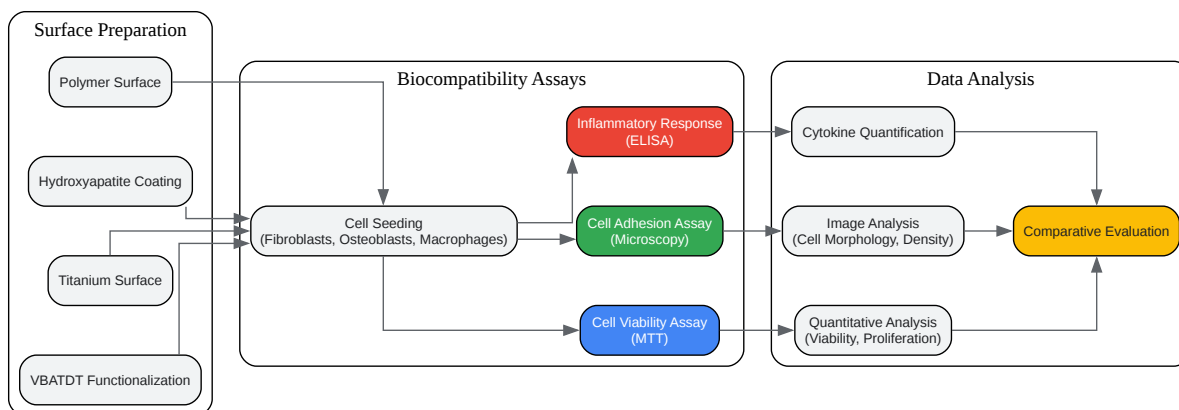 Surface Preparation
Polymer Surface
Hydroxyapatite Coating
Titanium Surface
VBATDT Functionalization
Biocompatibility Assays
Cell Seeding
(Fibroblasts, Osteoblasts, Macrophages)
Inflammatory Response
(ELISA)
Cell Adhesion Assay
(Microscopy)
Cell Viability Assay
(MTT)
Data Analysis
Cytokine Quantification
Image Analysis
(Cell Morphology, Density)
Quantitative Analysis
(Viability, Proliferation)
Comparative Evaluation